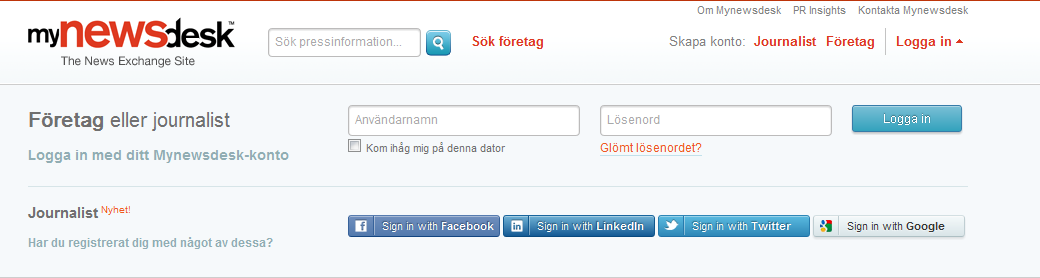 Om Mynewsdesk PR Insights Kontakta Mynewsdesk
mynewsdesk™
The News Exchange Site
Sök pressinformation...
Sök företag
Skapa konto: Journalist Företag Logga in
Företag eller journalist
Logga in med ditt Mynewsdesk-konto
Användarnamn
Lösenord
Logga in
Kom ihåg mig på denna dator
Glömt lösenordet?
Journalist Nyhet!
Har du registrerat dig med något av dessa?
f Sign in with Facebook
in Sign in with LinkedIn
Sign in with Twitter
g Sign in with Google